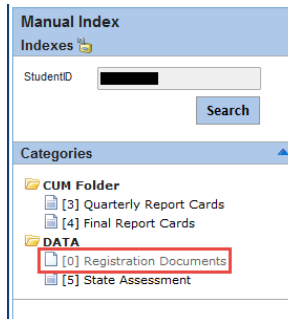 Manual Index
Indexes
StudentID
Search
Categories
CUM Folder
[3] Quarterly Report Cards
[4] Final Report Cards
DATA
[0] Registration Documents
[5] State Assessment